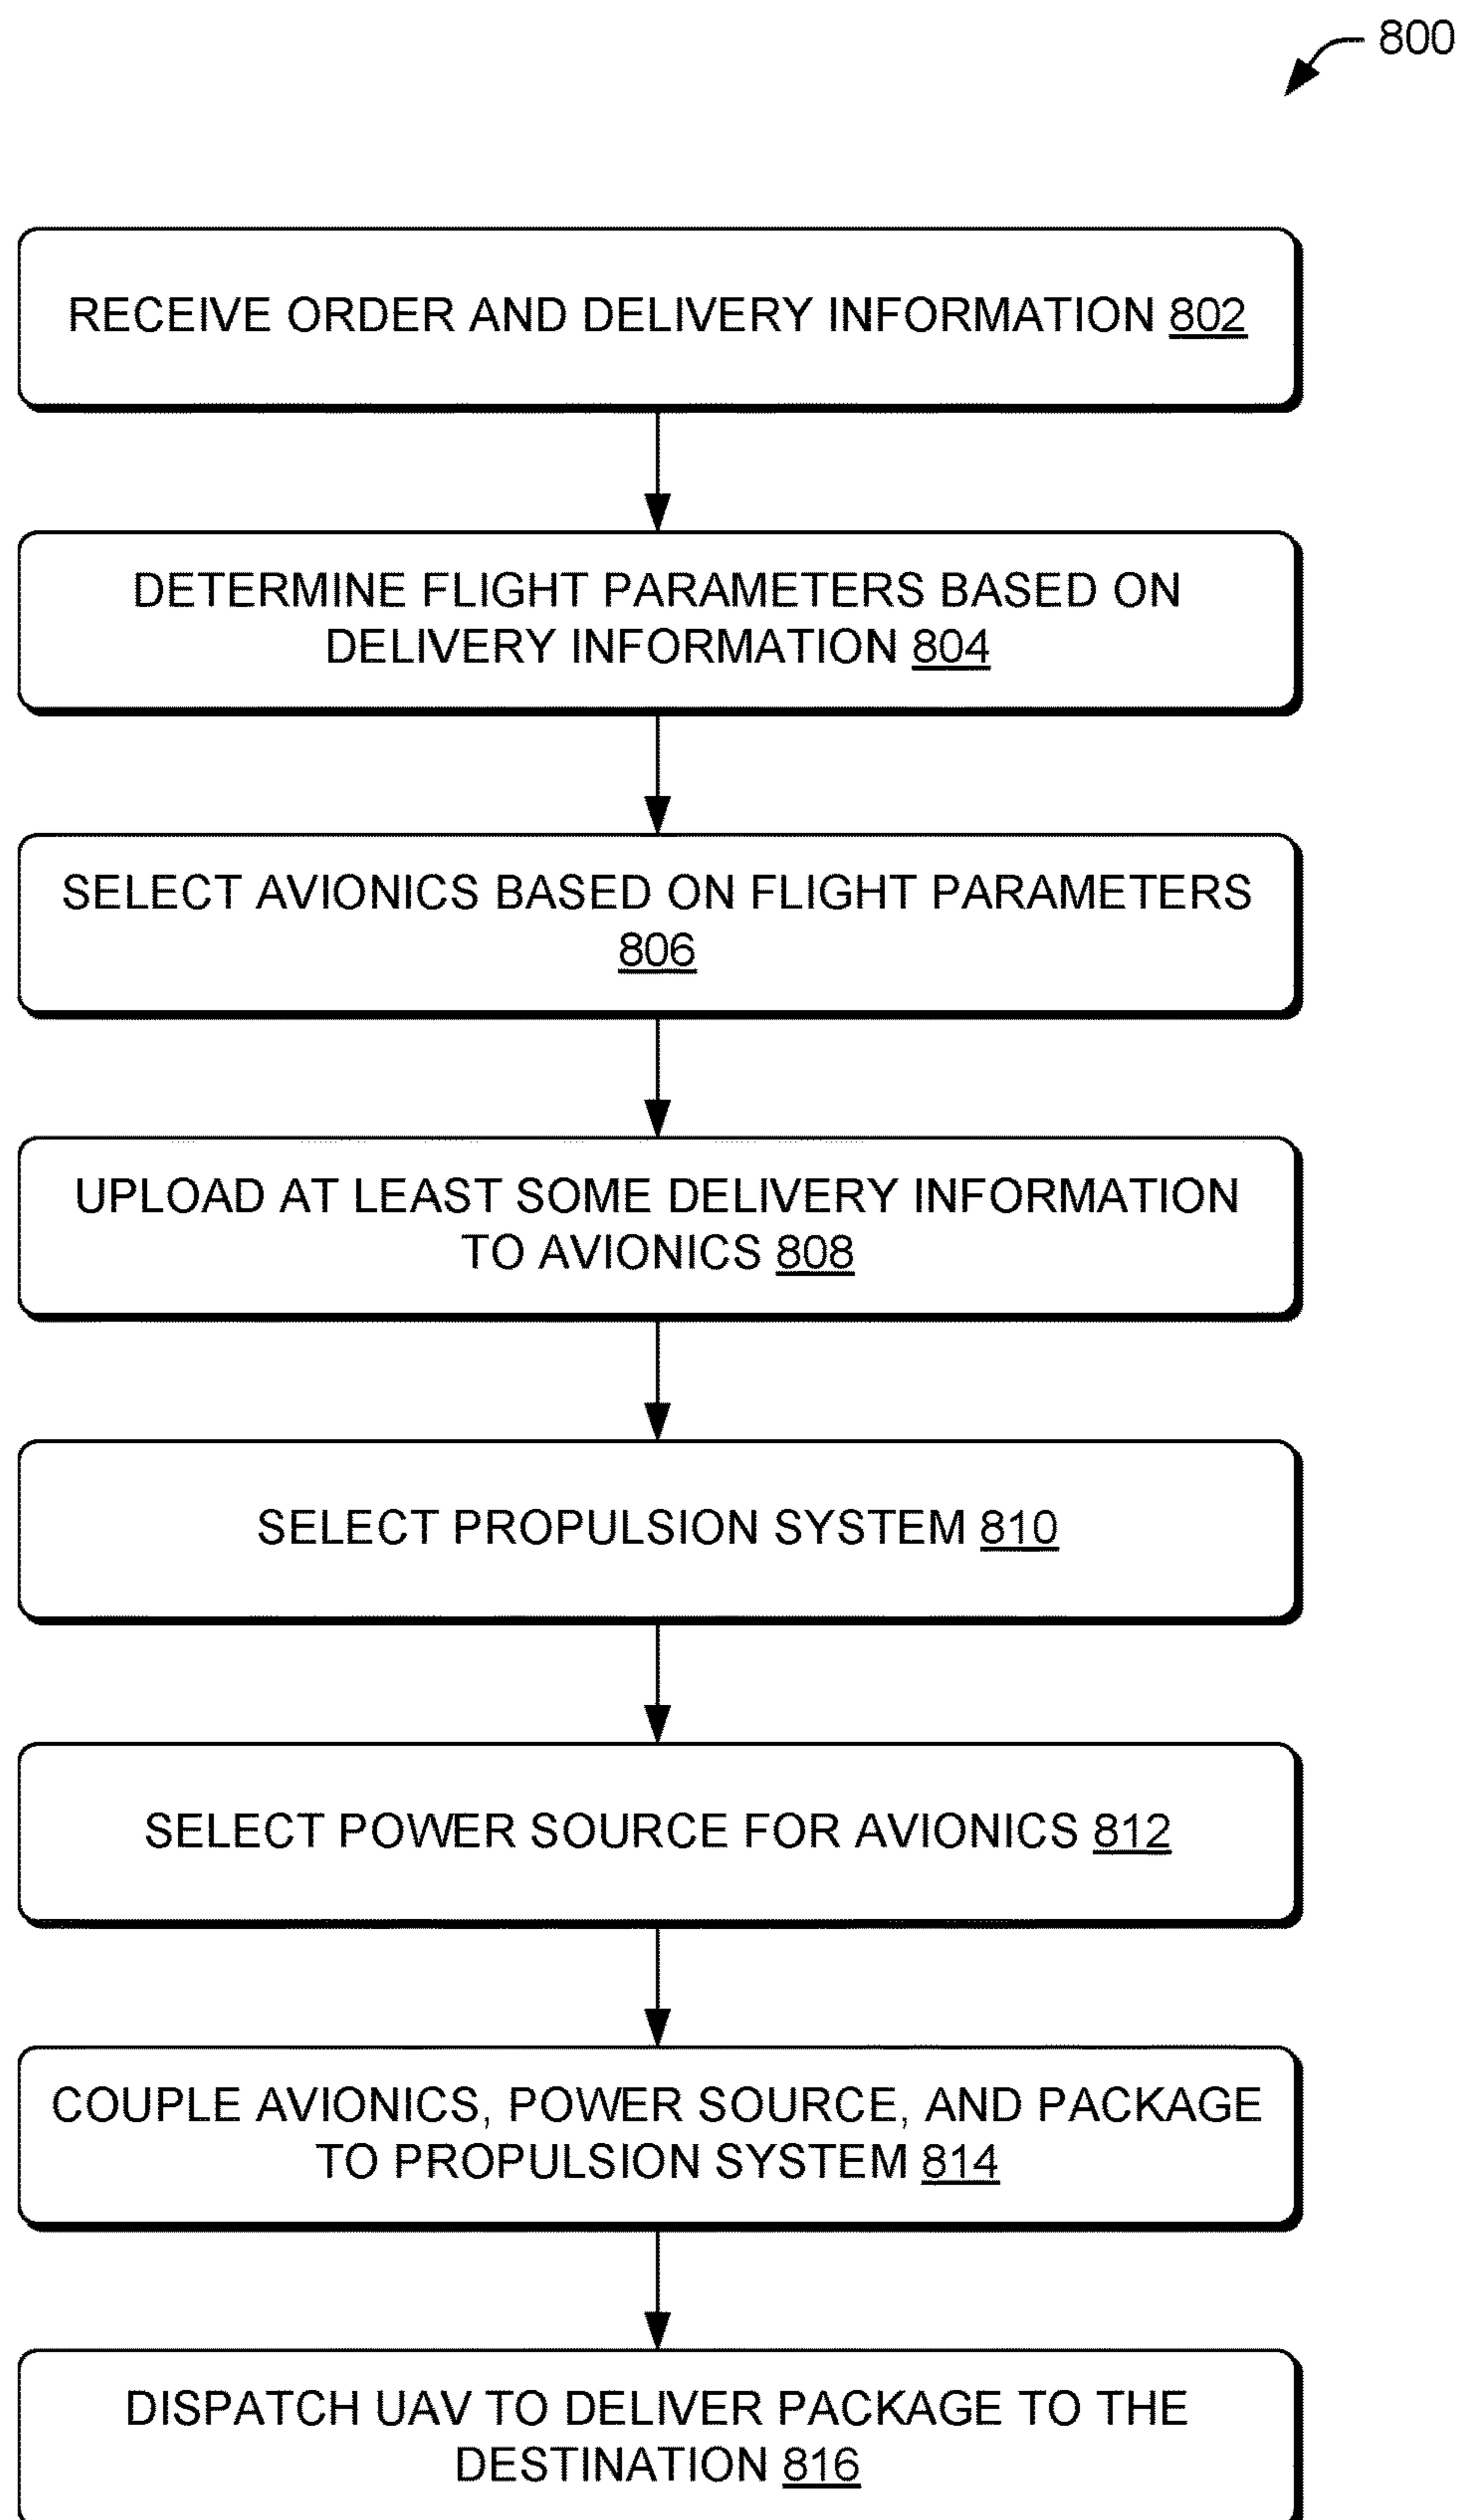 800
RECEIVE ORDER AND DELIVERY INFORMATION 802
DETERMINE FLIGHT PARAMETERS BASED ON
DELIVERY INFORMATION 804
SELECT AVIONICS BASED ON FLIGHT PARAMETERS
806
UPLOAD AT LEAST SOME DELIVERY INFORMATION
TO AVIONICS 808
SELECT PROPULSION SYSTEM 810
SELECT POWER SOURCE FOR AVIONICS 812
COUPLE AVIONICS, POWER SOURCE, AND PACKAGE
TO PROPULSION SYSTEM 814
DISPATCH UAV TO DELIVER PACKAGE TO THE
DESTINATION 816